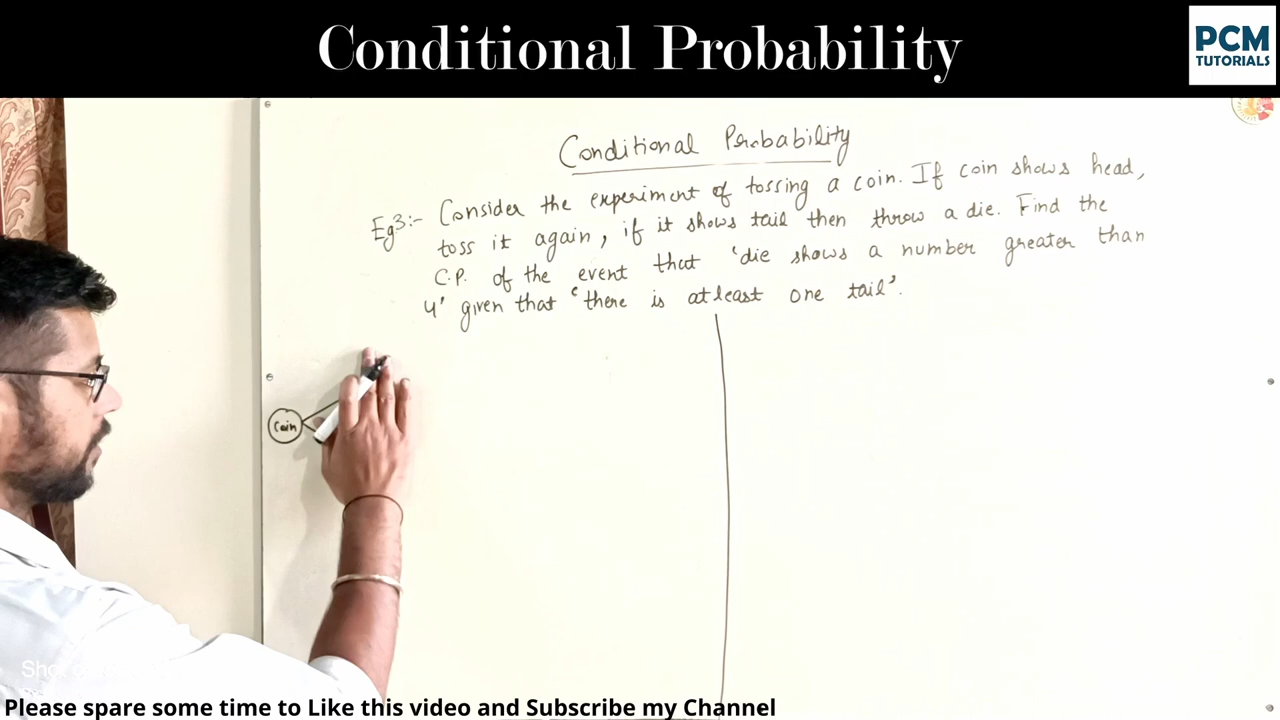 Conditional Probability
PCM
TUTORIALS
Conditional Probability
Eg3:- Consider the experiment of tossing a coin. If coin shows head,
toss it again, if it shows tail then throw a die. Find the
C.P. of the event that 'die shows a number greater than
4' given that 'there is atleast one tail'.
Coin
Please spare some time to Like this video and Subscribe my Channel